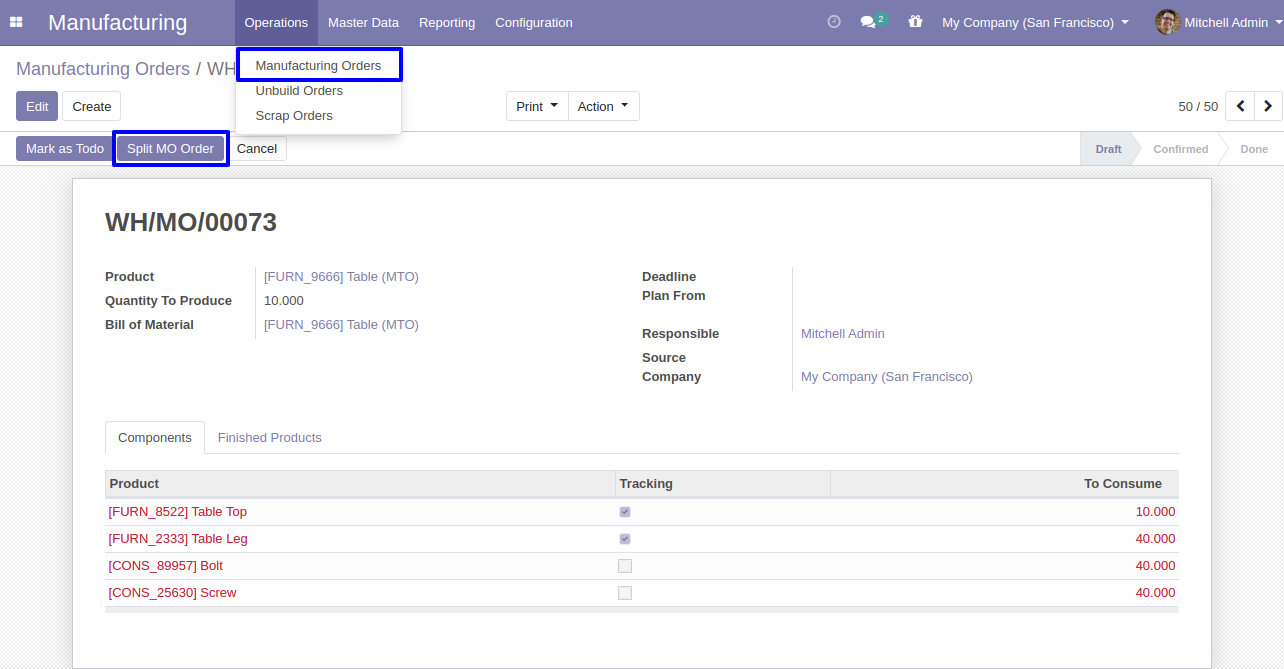 Manufacturing Operations Master Data Reporting Configuration 2 My Company (San Francisco) Mitchell Admin
Manufacturing Orders / WH
Manufacturing Orders
Unbuild Orders
Scrap Orders
Edit Create Print Action 50 / 50
Mark as Todo Split MO Order Cancel Draft Confirmed Done
WH/MO/00073
Product [FURN_9666] Table (MTO)
Quantity To Produce 10.000
Bill of Material [FURN_9666] Table (MTO)
Deadline
Plan From
Responsible Mitchell Admin
Source
Company My Company (San Francisco)
Components Finished Products
Product Tracking To Consume
[FURN_8522] Table Top 10.000
[FURN_2333] Table Leg 40.000
[CONS_89957] Bolt 40.000
[CONS_25630] Screw 40.000